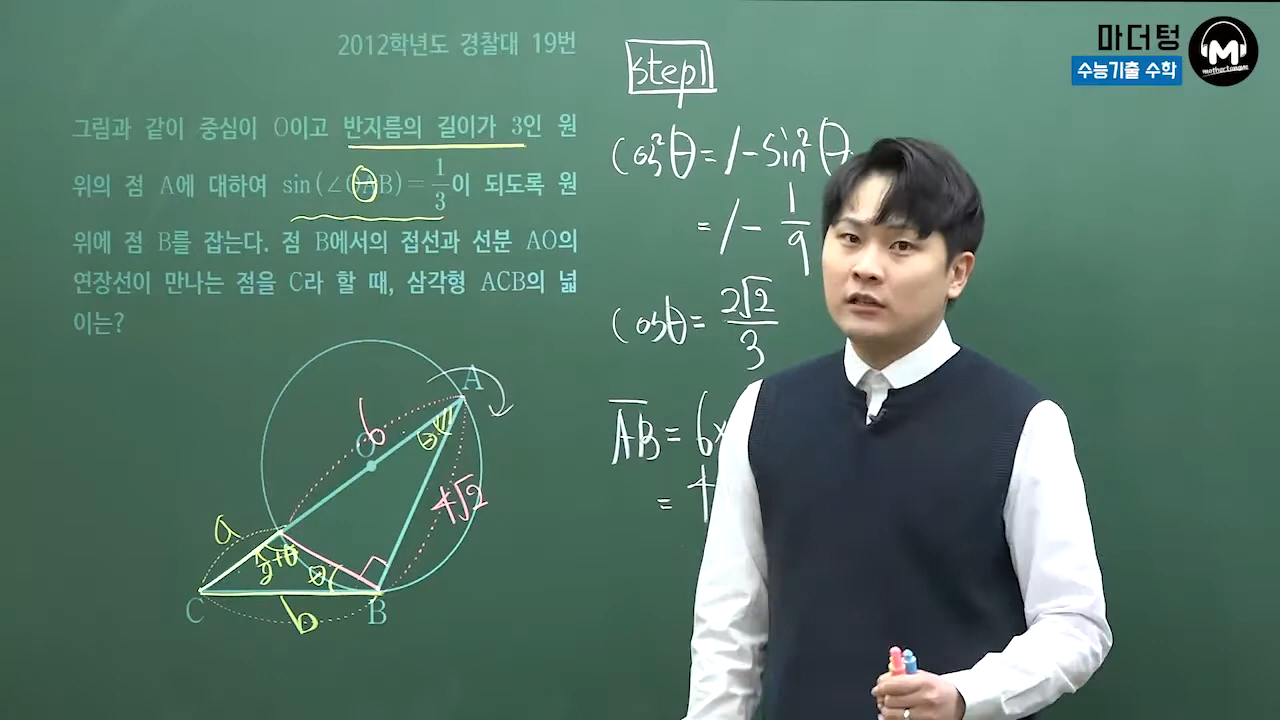 2012학년도 경찰대 19번
그림과 같이 중심이 O이고 반지름의 길이가 3인 원
위의 점 A에 대하여 sin(∠OAB)=1/3이 되도록 원
위에 점 B를 잡는다. 점 B에서의 접선과 선분 AO의
연장선이 만나는 점을 C라 할 때, 삼각형 ACB의 넓
이는?
θ
A
O
6
θ
4√2
a
π/2+θ
θ
C
b
B
step1
cos²θ=1-sin²θ
=1-1/9
cosθ=2√2/3
AB=6×
=4
마더텅
수능기출 수학
M
mothertongue